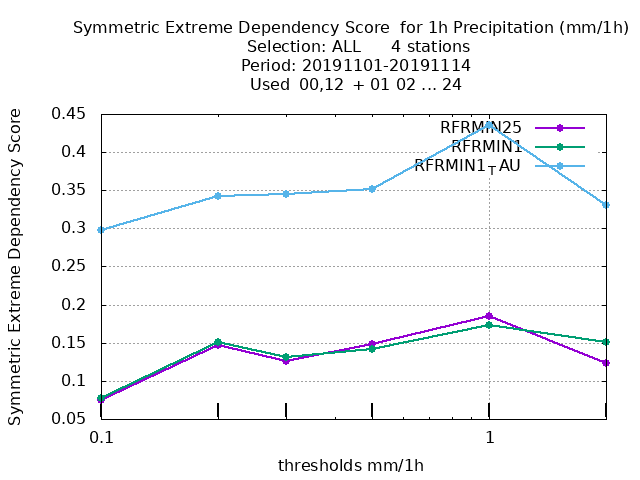 Symmetric Extreme Dependency Score  for 1h Precipitation (mm/1h)
Selection: ALL      4 stations
Period: 20191101-20191114
Used  00,12  + 01 02 ... 24
Symmetric Extreme Dependency Score
0.45
0.4
0.35
0.3
0.25
0.2
0.15
0.1
0.05
RFRMIN25
RFRMIN1
RFRMIN1TAU
0.1
1
thresholds mm/1h